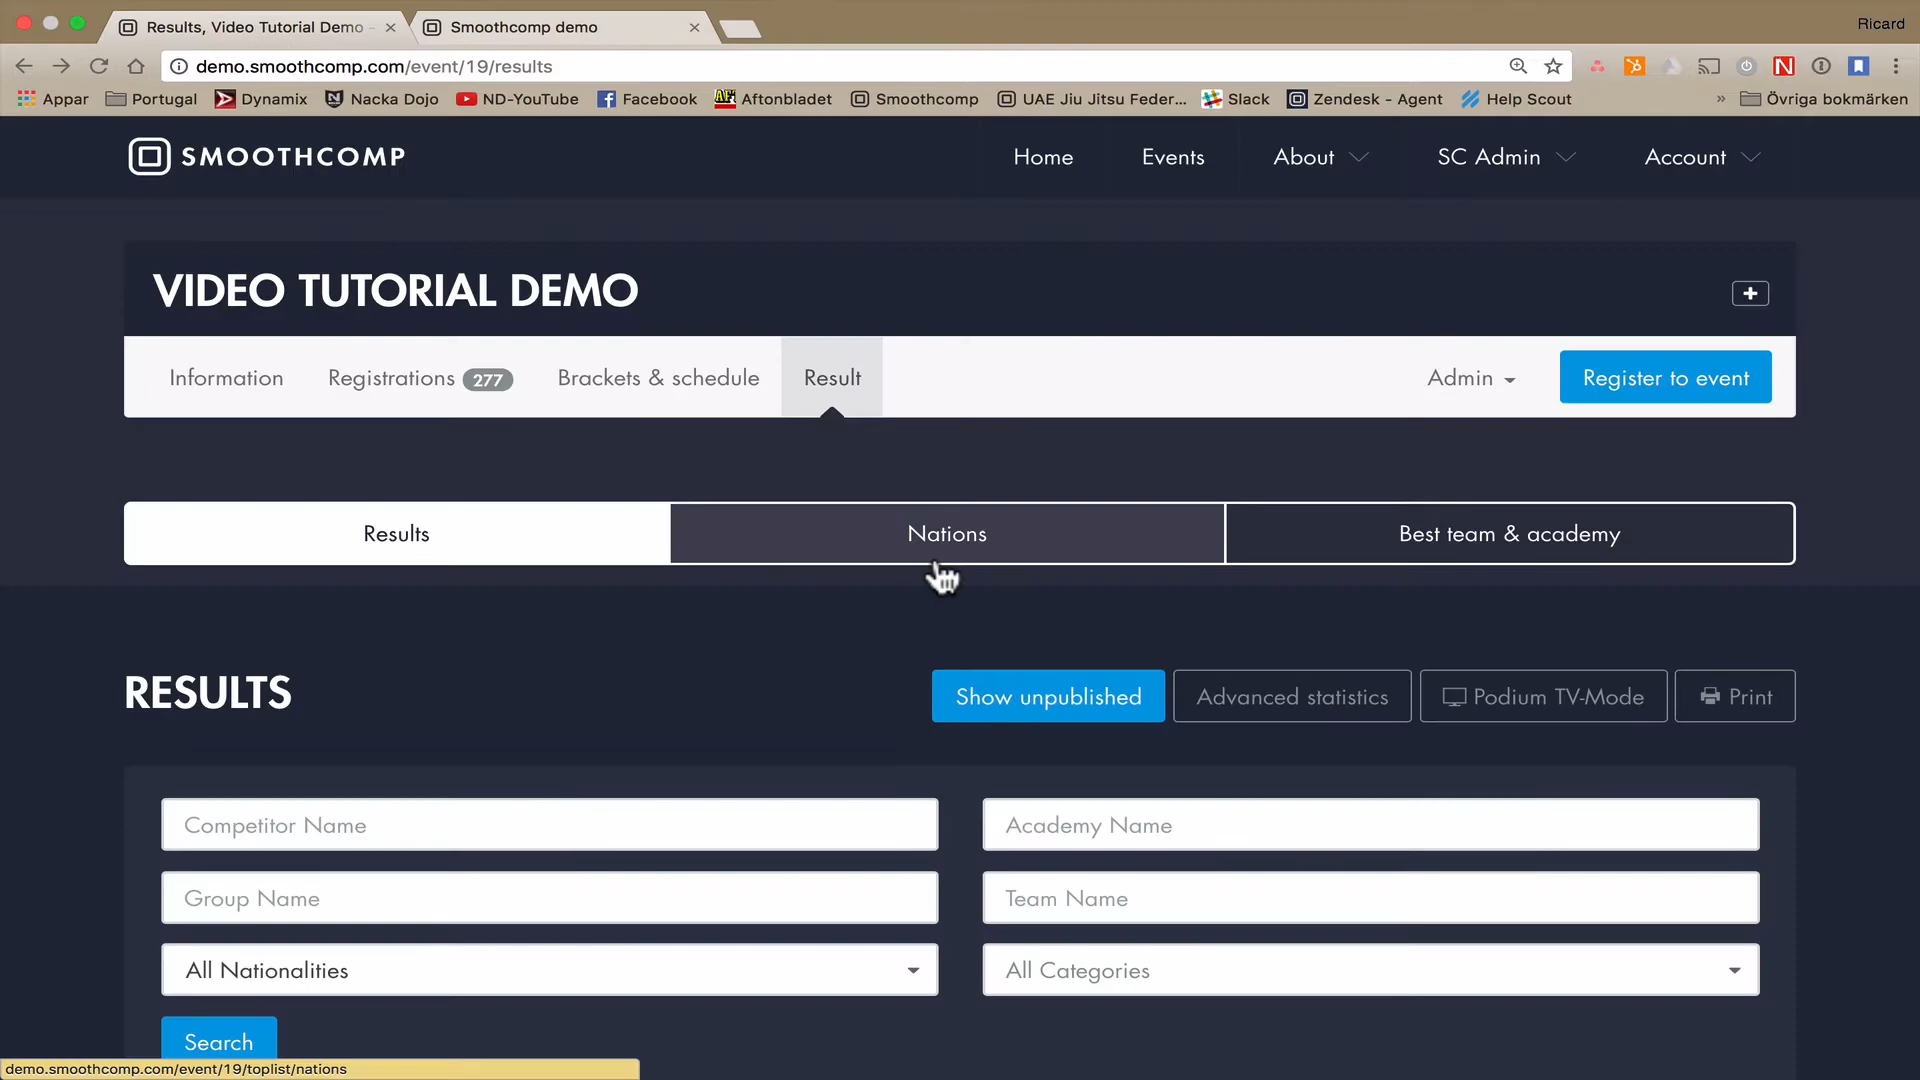 Results, Video Tutorial Demo -
Smoothcomp demo
Ricard
demo.smoothcomp.com/event/19/results
Appar
Portugal
Dynamix
Nacka Dojo
ND-YouTube
Facebook
Aftonbladet
Smoothcomp
UAE Jiu Jitsu Feder...
Slack
Zendesk - Agent
Help Scout
»
Övriga bokmärken
SMOOTHCOMP
Home
Events
About
SC Admin
Account
VIDEO TUTORIAL DEMO
Information
Registrations 277
Brackets & schedule
Result
Admin
Register to event
Results
Nations
Best team & academy
RESULTS
Show unpublished
Advanced statistics
Podium TV-Mode
Print
Competitor Name
Academy Name
Group Name
Team Name
All Nationalities
All Categories
Search
demo.smoothcomp.com/event/19/toplist/nations